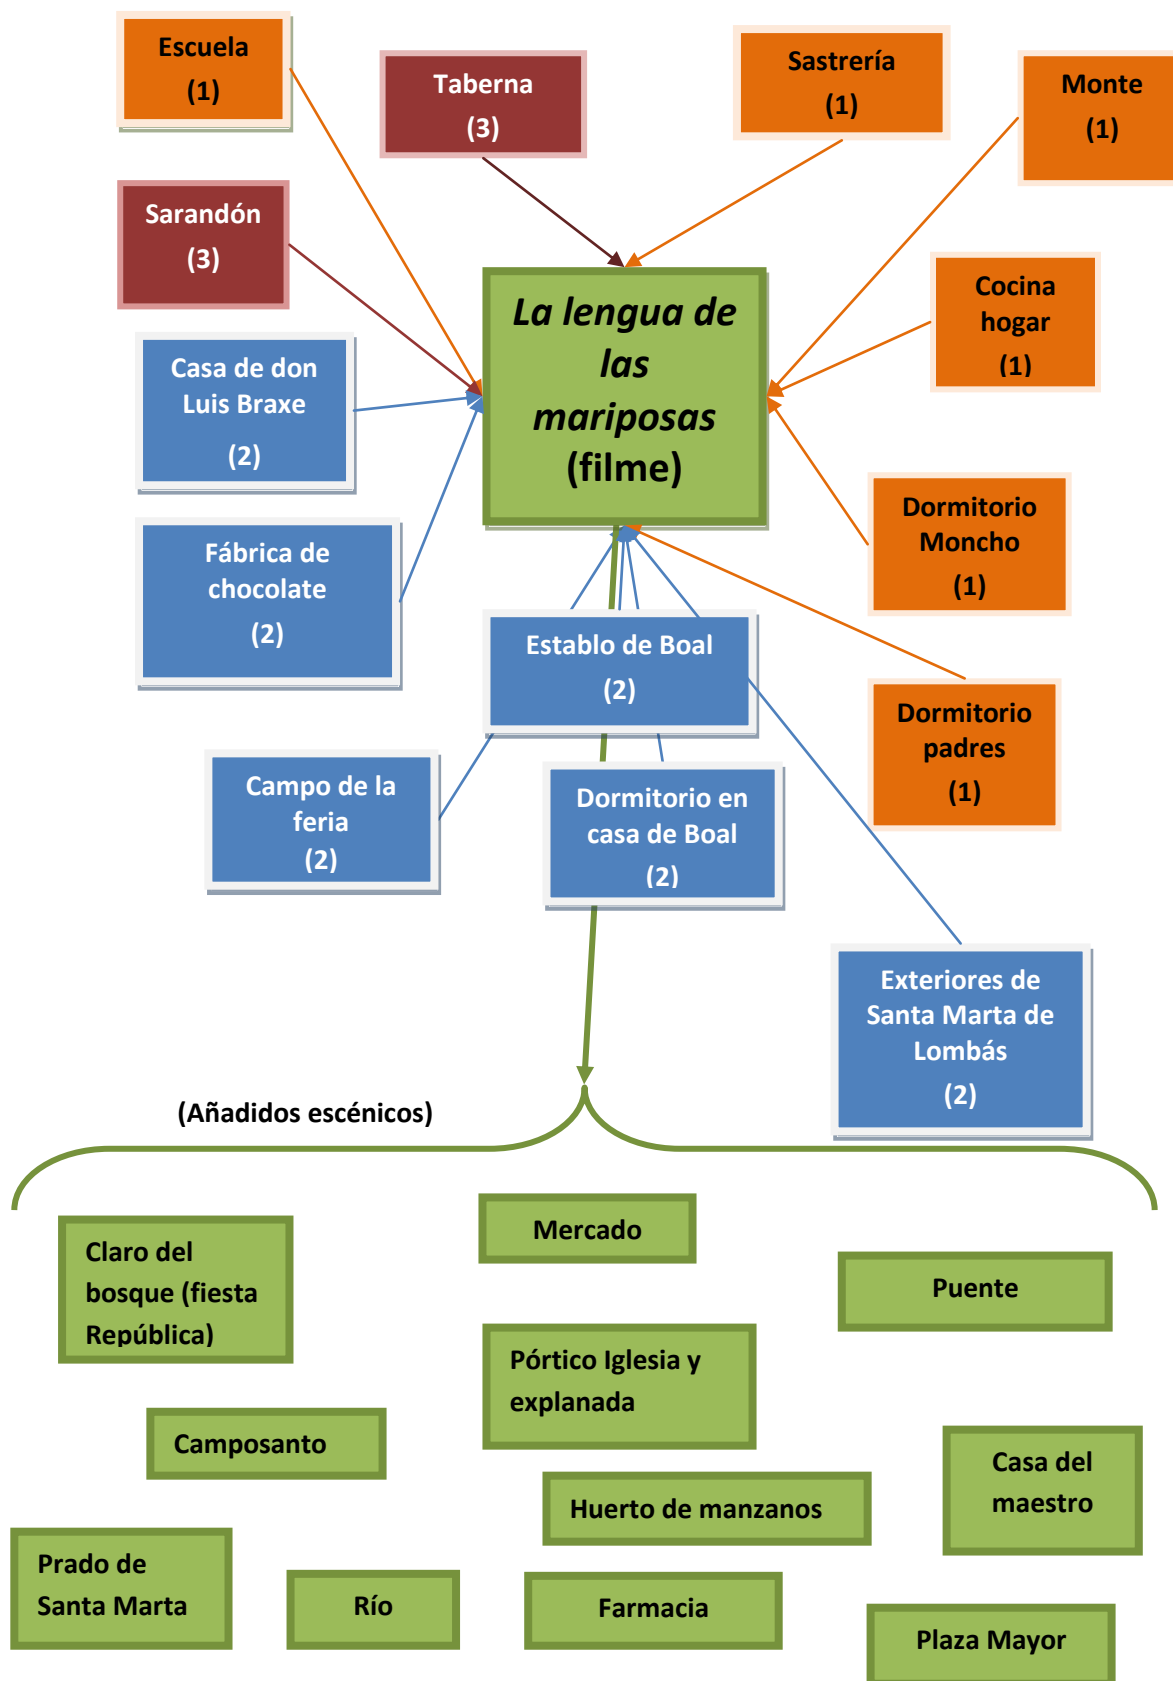 Escuela
(1)
Taberna
(3)
Sastrería
(1)
Monte
(1)
Sarandón
(3)
La lengua de
las
mariposas
(filme)
Cocina
hogar
(1)
Casa de don
Luis Braxe
(2)
Dormitorio
Moncho
(1)
Fábrica de
chocolate
(2)
Establo de Boal
(2)
Dormitorio
padres
(1)
Campo de la
feria
(2)
Dormitorio en
casa de Boal
(2)
Exteriores de
Santa Marta de
Lombás
(2)
(Añadidos escénicos)
Claro del
bosque (fiesta
República)
Mercado
Puente
Pórtico Iglesia y
explanada
Camposanto
Casa del
maestro
Huerto de manzanos
Prado de
Santa Marta
Río
Farmacia
Plaza Mayor